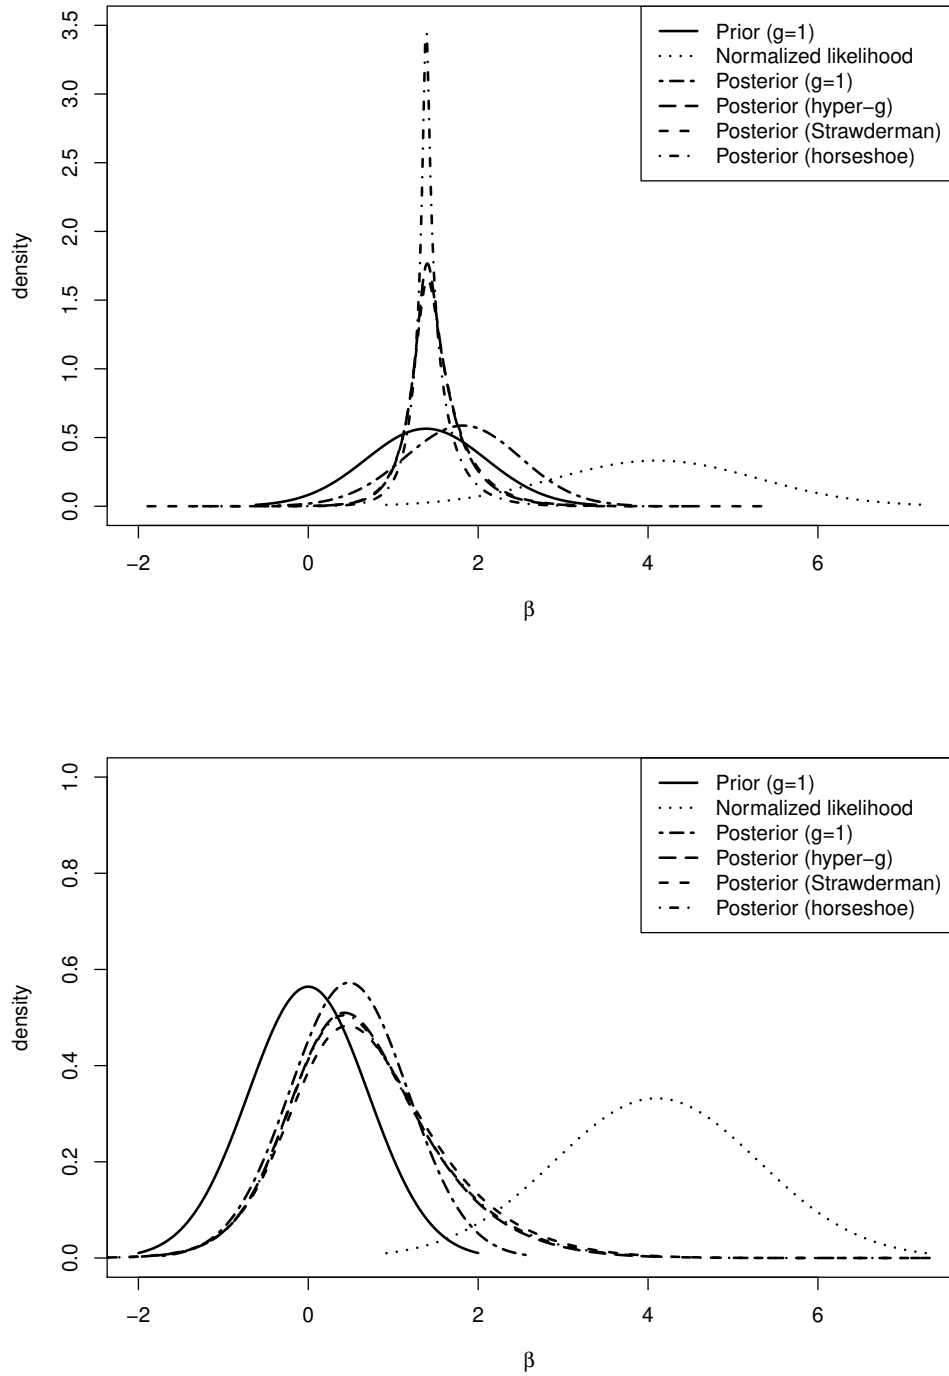 3.5
3.0
2.5
2.0
1.5
1.0
0.5
0.0
density
−2 0 2 4 6
β
Prior (g=1)
Normalized likelihood
Posterior (g=1)
Posterior (hyper−g)
Posterior (Strawderman)
Posterior (horseshoe)
1.0
0.8
0.6
0.4
0.2
0.0
density
−2 0 2 4 6
β
Prior (g=1)
Normalized likelihood
Posterior (g=1)
Posterior (hyper−g)
Posterior (Strawderman)
Posterior (horseshoe)